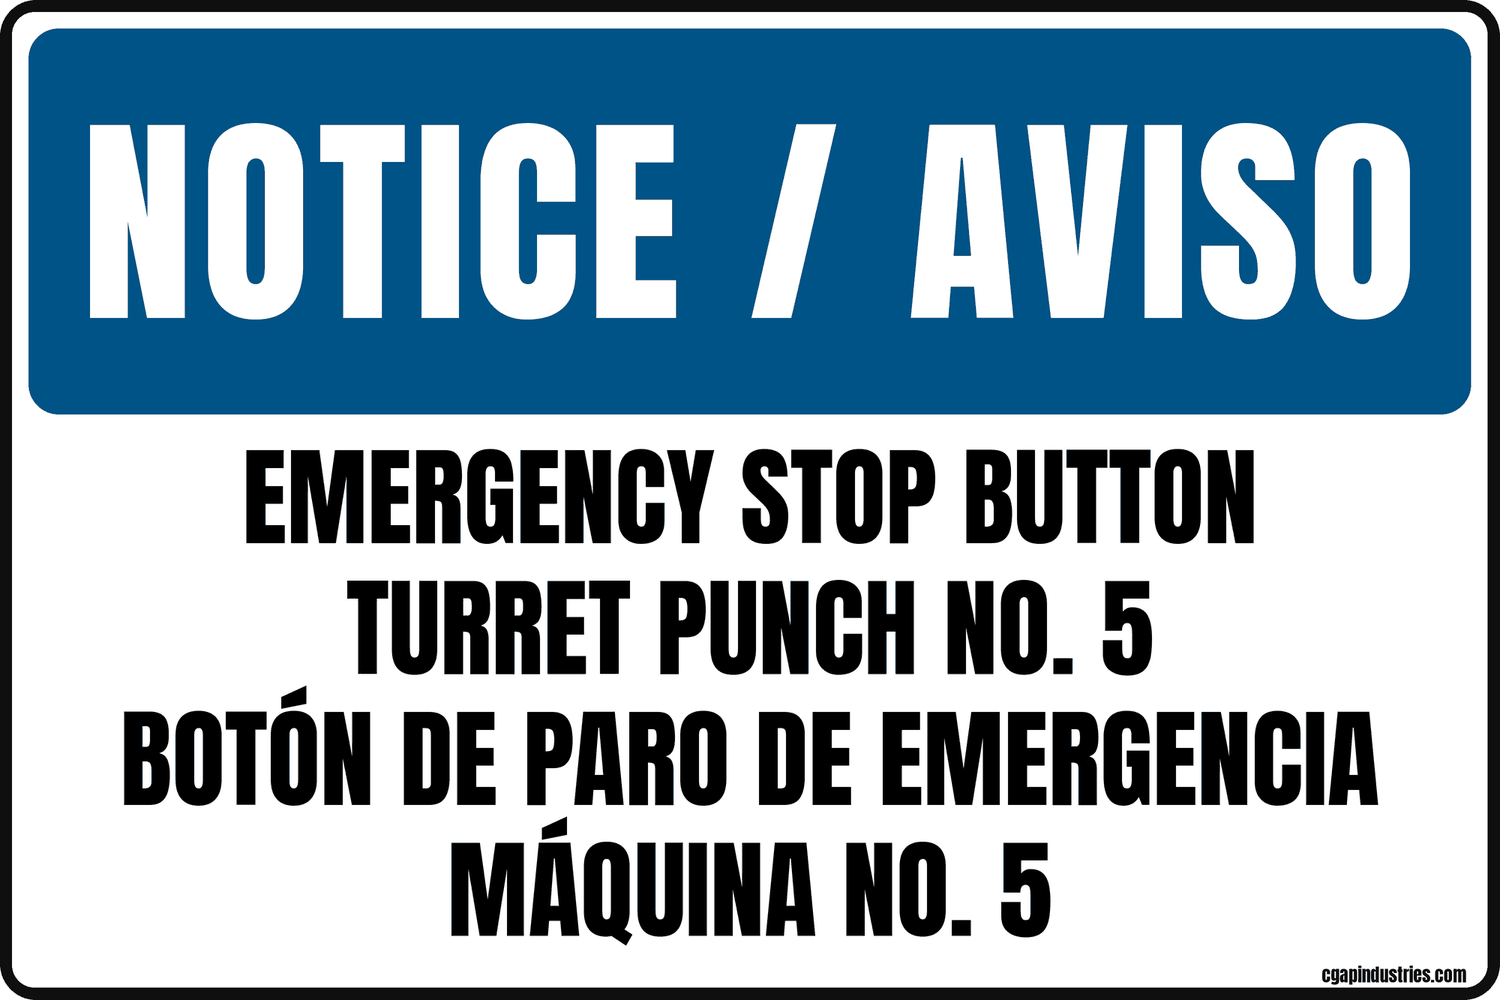 NOTICE / AVISO
EMERGENCY STOP BUTTON
TURRET PUNCH NO. 5
BOTÓN DE PARO DE EMERGENCIA
MÁQUINA NO. 5
cgapindustries.com